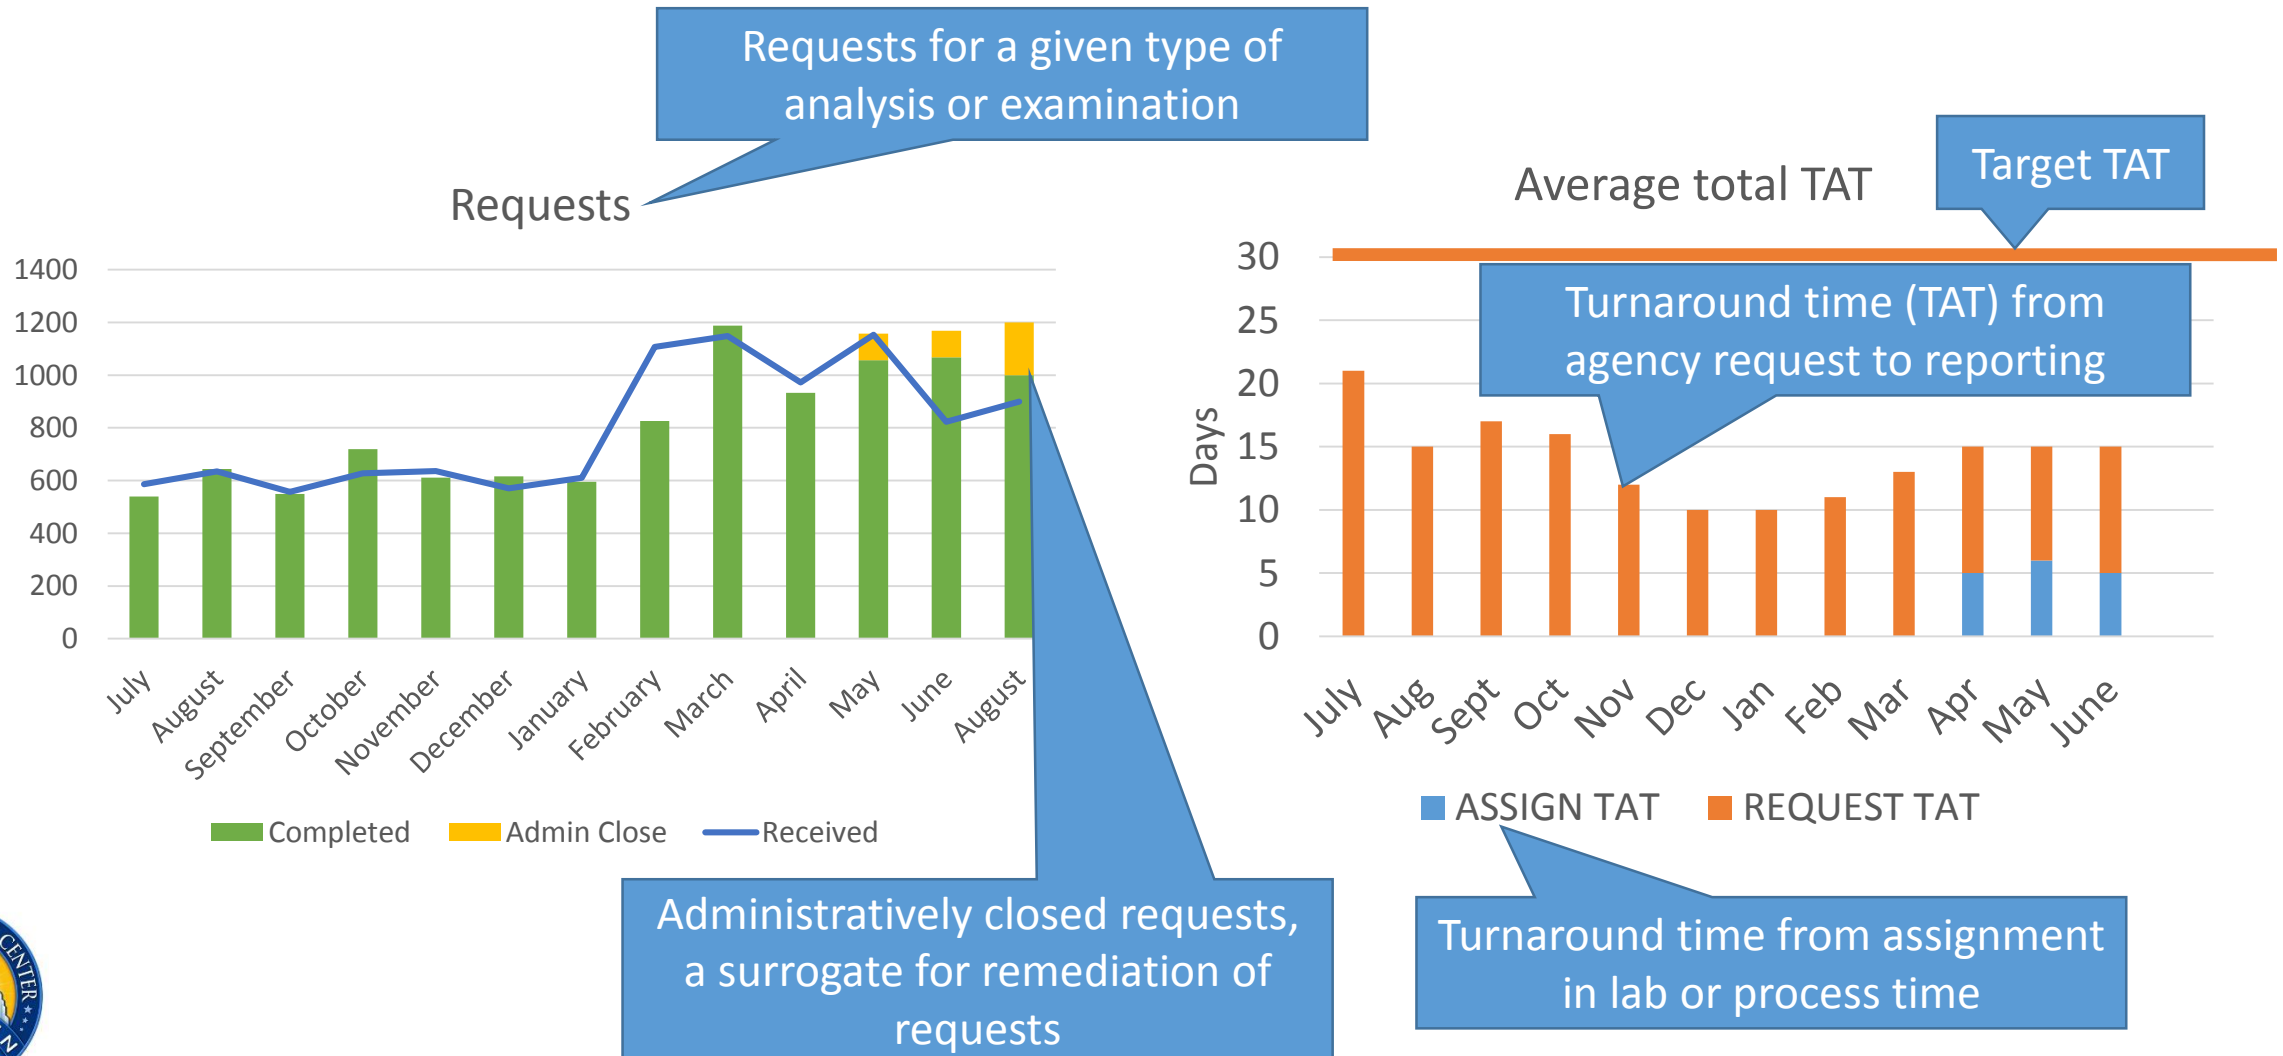 Requests for a given type of
analysis or examination
Requests
1400
1200
1000
800
600
400
200
0
July
August
September
October
November
December
January
February
March
April
May
June
August
Completed
Admin Close
Received
Administratively closed requests,
a surrogate for remediation of
requests
Average total TAT
Target TAT
Turnaround time (TAT) from
agency request to reporting
Days
30
25
20
15
10
5
0
July
Aug
Sept
Oct
Nov
Dec
Jan
Feb
Mar
Apr
May
June
ASSIGN TAT
REQUEST TAT
Turnaround time from assignment
in lab or process time
CENTER